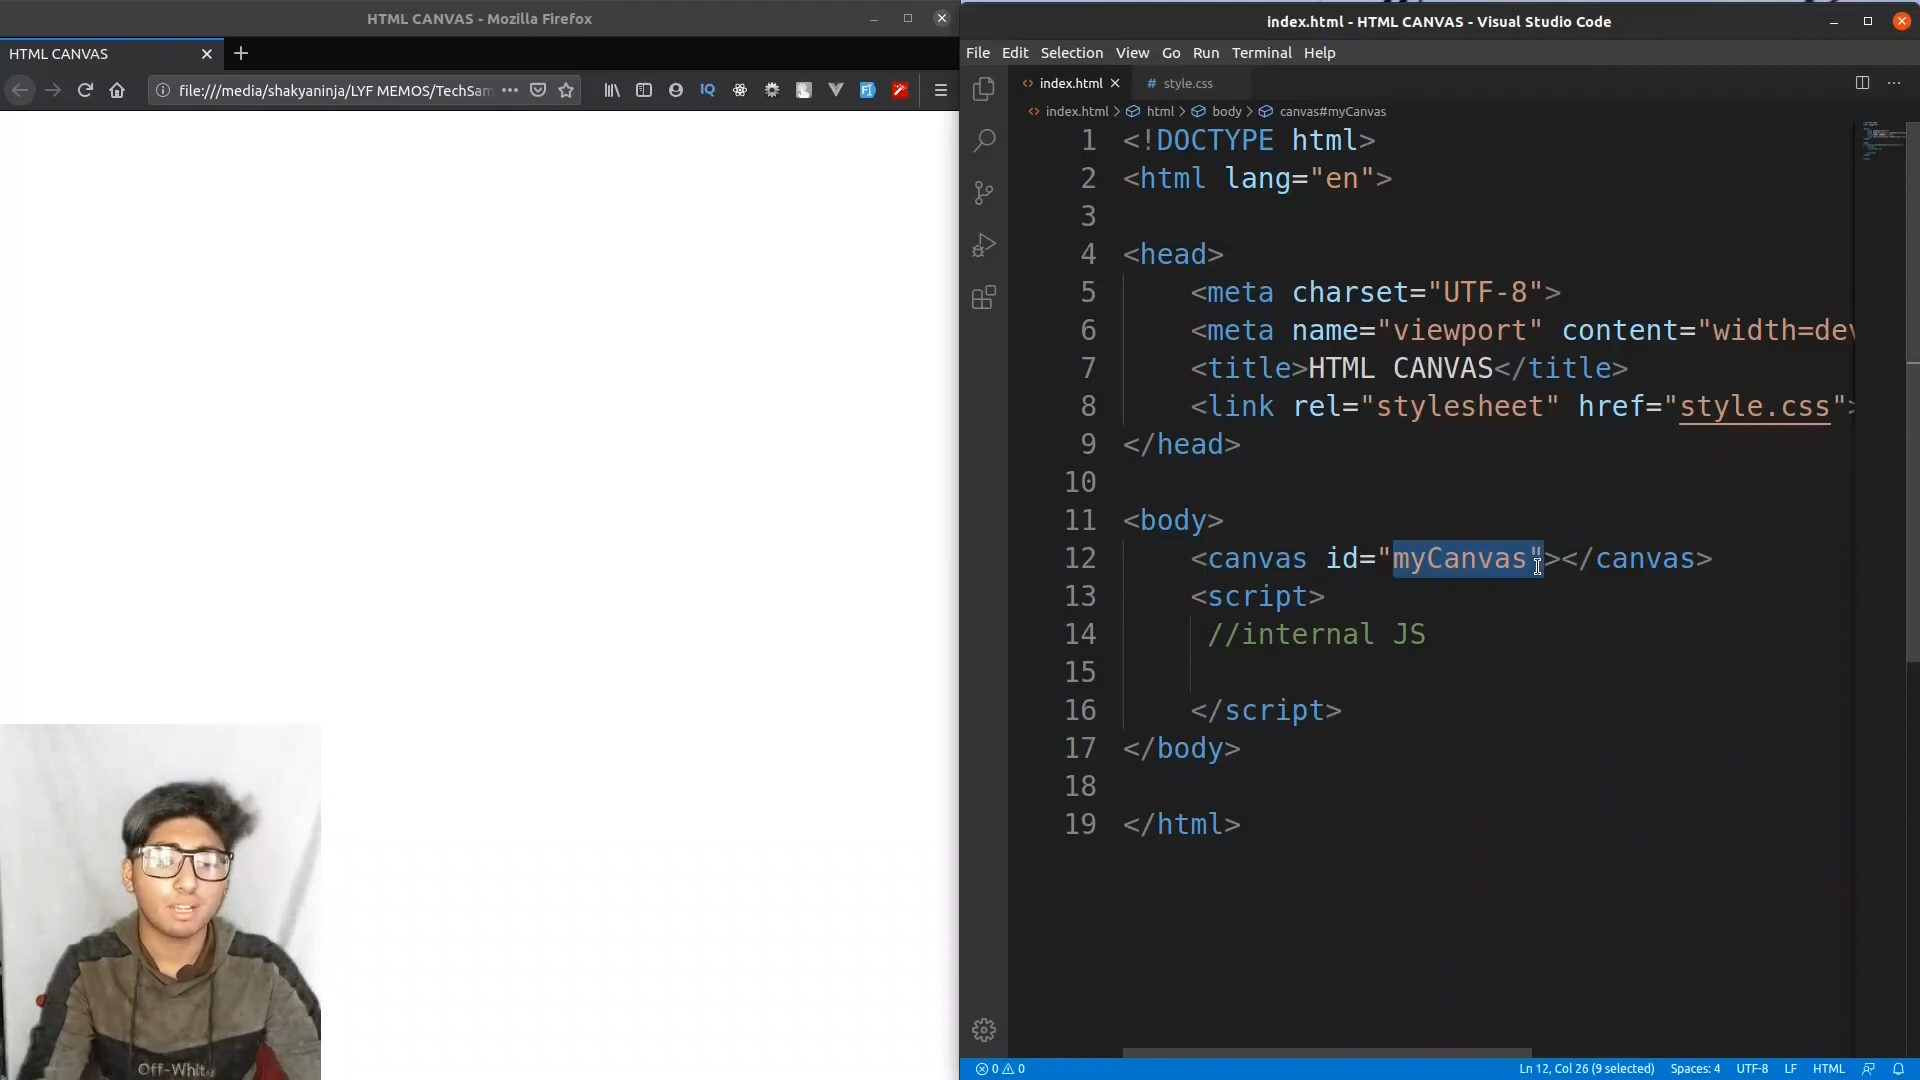 HTML CANVAS - Mozilla Firefox
HTML CANVAS
file:///media/shakyaninja/LYF MEMOS/TechSam
index.html - HTML CANVAS - Visual Studio Code
File Edit Selection View Go Run Terminal Help
index.html # style.css
index.html > html > body > canvas#myCanvas
1 <!DOCTYPE html>
2 <html lang="en">
3
4 <head>
5 <meta charset="UTF-8">
6 <meta name="viewport" content="width=dev
7 <title>HTML CANVAS</title>
8 <link rel="stylesheet" href="style.css">
9 </head>
10
11 <body>
12 <canvas id="myCanvas"></canvas>
13 <script>
14 //internal JS
15
16 </script>
17 </body>
18
19 </html>
Off-White
0 0
Ln 12, Col 26 (9 selected) Spaces: 4 UTF-8 LF HTML